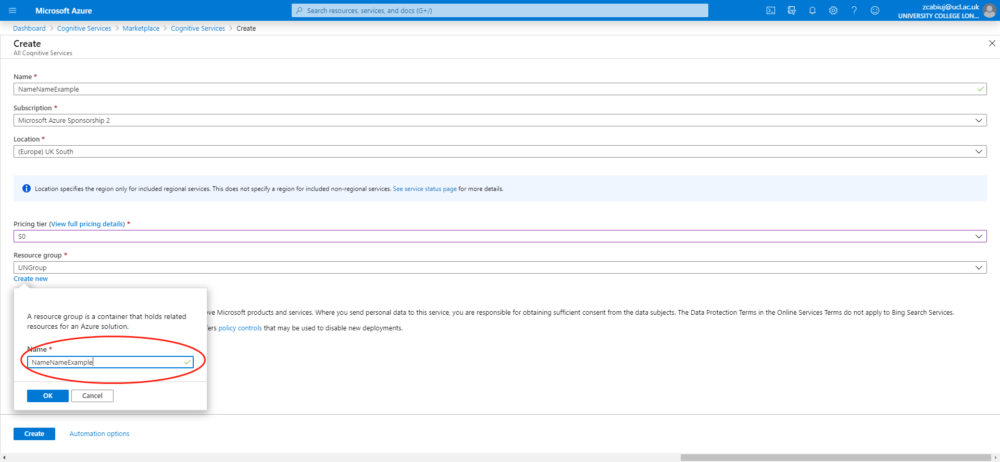 Microsoft Azure
Search resources, services, and docs (G+/)
zcabiuj@ucl.ac.uk
UNIVERSITY COLLEGE LON...
Dashboard > Cognitive Services > Marketplace > Cognitive Services > Create
Create
All Cognitive Services
Name *
NameNameExample
Subscription *
Microsoft Azure Sponsorship 2
Location *
(Europe) UK South
Location specifies the region only for included regional services. This does not specify a region for included non-regional services. See service status page for more details.
Pricing tier (View full pricing details) *
S0
Resource group *
UNGroup
Create new
A resource group is a container that holds related
resources for an Azure solution.
Name *
NameNameExample
OK Cancel
ve Microsoft products and services. Where you send personal data to this service, you are responsible for obtaining sufficient consent from the data subjects. The Data Protection Terms in the Online Services Terms do not apply to Bing Search Services.
fers policy controls that may be used to disable new deployments.
Create Automation options